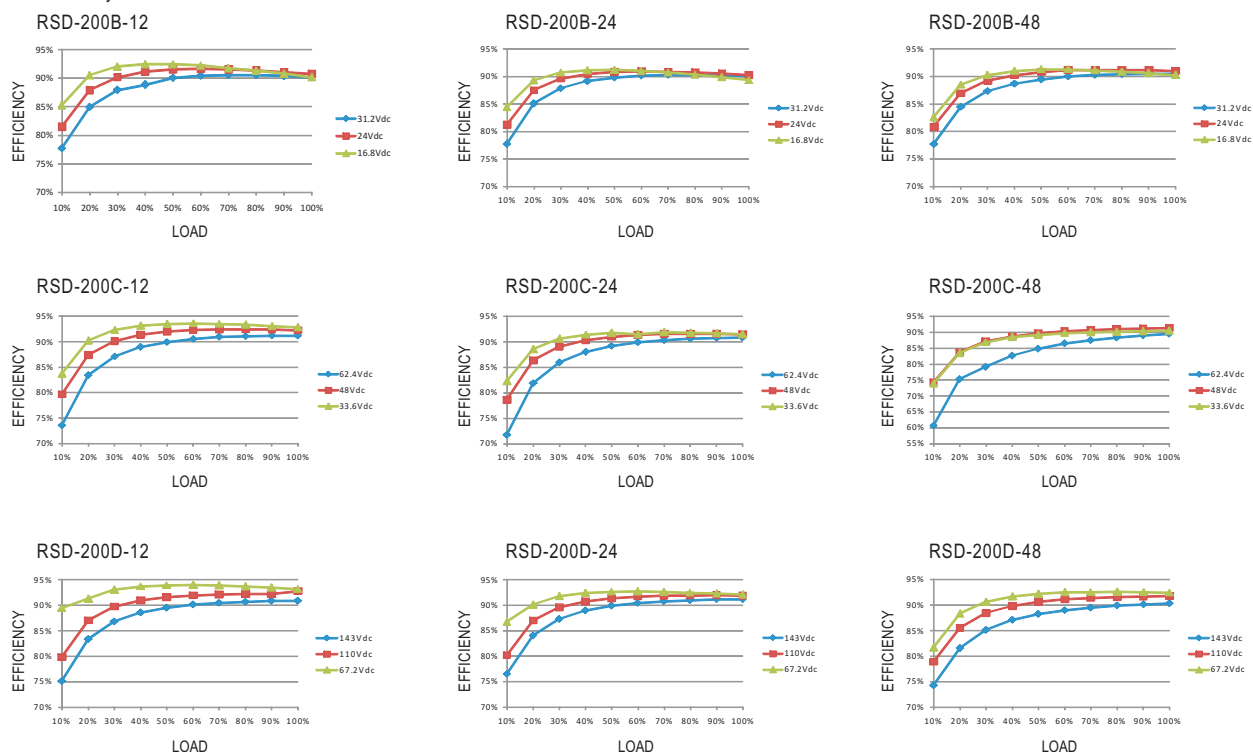 RSD-200B-12
95%
90%
85%
80%
75%
70%
10% 20% 30% 40% 50% 60% 70% 80% 90% 100%
EFFICIENCY
LOAD
31.2Vdc
24Vdc
16.8Vdc
RSD-200B-24
95%
90%
85%
80%
75%
70%
10% 20% 30% 40% 50% 60% 70% 80% 90% 100%
EFFICIENCY
LOAD
31.2Vdc
24Vdc
16.8Vdc
RSD-200B-48
95%
90%
85%
80%
75%
70%
10% 20% 30% 40% 50% 60% 70% 80% 90% 100%
EFFICIENCY
LOAD
31.2Vdc
24Vdc
16.8Vdc
RSD-200C-12
95%
90%
85%
80%
75%
70%
10% 20% 30% 40% 50% 60% 70% 80% 90% 100%
EFFICIENCY
LOAD
62.4Vdc
48Vdc
33.6Vdc
RSD-200C-24
95%
90%
85%
80%
75%
70%
10% 20% 30% 40% 50% 60% 70% 80% 90% 100%
EFFICIENCY
LOAD
62.4Vdc
48Vdc
33.6Vdc
RSD-200C-48
95%
90%
85%
80%
75%
70%
65%
60%
55%
10% 20% 30% 40% 50% 60% 70% 80% 90% 100%
EFFICIENCY
LOAD
62.4Vdc
48Vdc
33.6Vdc
RSD-200D-12
95%
90%
85%
80%
75%
70%
10% 20% 30% 40% 50% 60% 70% 80% 90% 100%
EFFICIENCY
LOAD
143Vdc
110Vdc
67.2Vdc
RSD-200D-24
95%
90%
85%
80%
75%
70%
10% 20% 30% 40% 50% 60% 70% 80% 90% 100%
EFFICIENCY
LOAD
143Vdc
110Vdc
67.2Vdc
RSD-200D-48
95%
90%
85%
80%
75%
70%
10% 20% 30% 40% 50% 60% 70% 80% 90% 100%
EFFICIENCY
LOAD
143Vdc
110Vdc
67.2Vdc